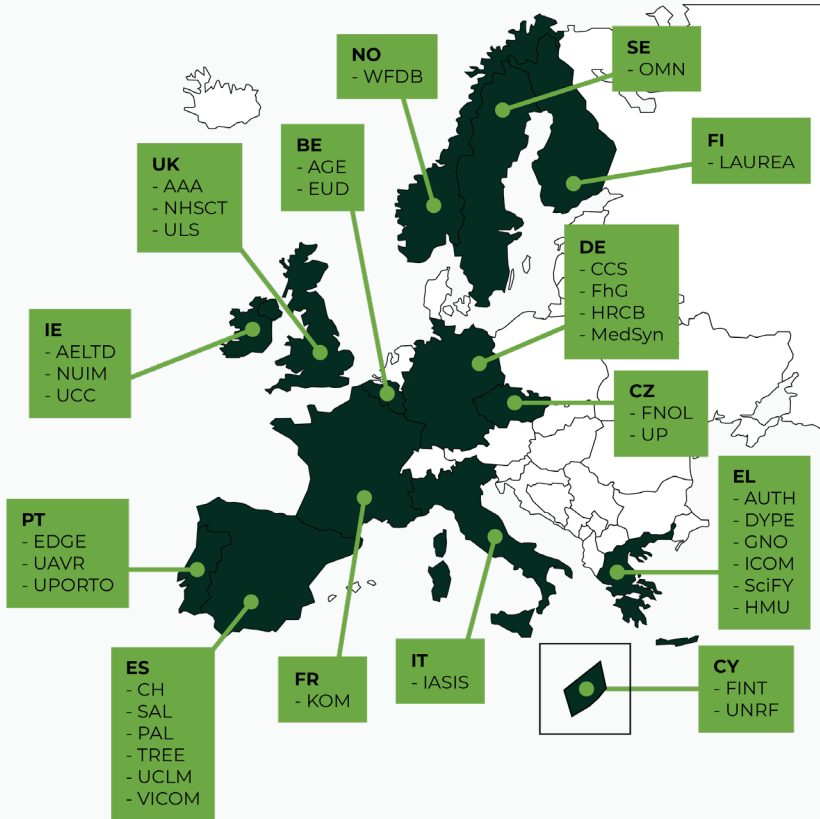 NO
- WFDB
SE
- OMN
BE
- AGE
- EUD
UK
- AAA
- NHSCT
- ULS
FI
- LAUREA
DE
- CCS
- FhG
- HRCB
- MedSyn
IE
- AELTD
- NUIM
- UCC
CZ
- FNOL
- UP
EL
- AUTH
- DYPE
- GNO
- ICOM
- SciFY
- HMU
PT
- EDGE
- UAVR
- UPORTO
ES
- CH
- SAL
- PAL
- TREE
- UCLM
- VICOM
FR
- KOM
IT
- IASIS
CY
- FINT
- UNRF